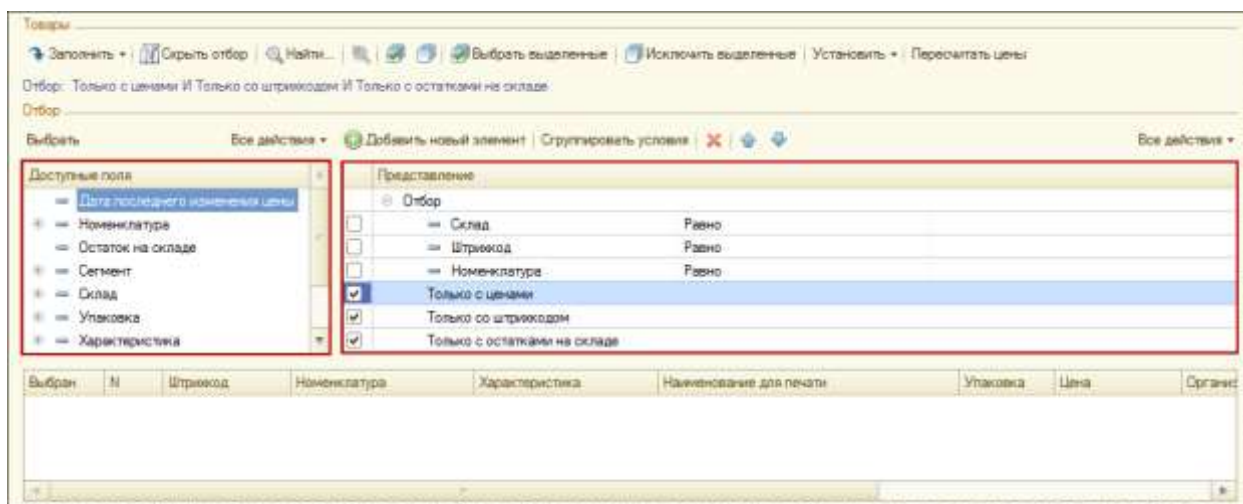 Товары
Заполнить Скрыть отбор Найти... Выбрать выделенные Исключить выделенные Установить Пересчитать цены
Отбор: Только с ценами И Только со штрихкодом И Только с остатками на складе
Отбор
Выбрать Все действия Добавить новый элемент Сгруппировать условия Все действия
Доступные поля Представление
Дата последнего изменения цены Отбор
Номенклатура Склад Равно
Остаток на складе Штрихкод Равно
Сегмент Номенклатура Равно
Склад Только с ценами
Упаковка Только со штрихкодом
Характеристика Только с остатками на складе
Выбран N Штрихкод Номенклатура Характеристика Наименование для печати Упаковка Цена Организ